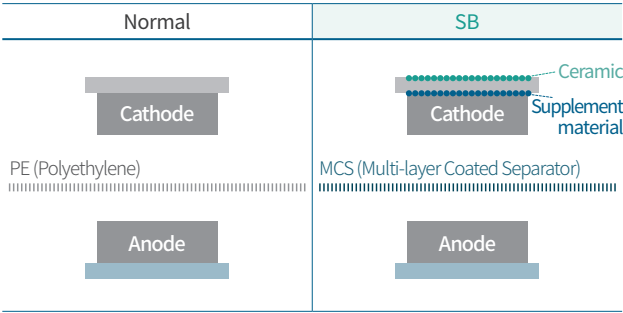 Normal
SB
Cathode
PE (Polyethylene)
Anode
Ceramic
Cathode
Supplement
material
MCS (Multi-layer Coated Separator)
Anode